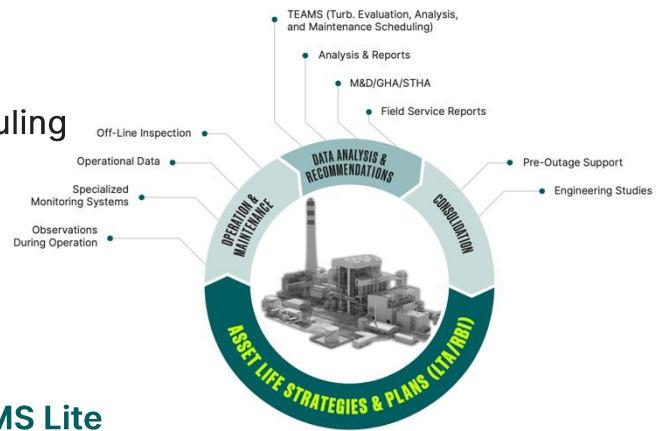 TEAMS (Turb. Evaluation, Analysis,
and Maintenance Scheduling)
Analysis & Reports
M&D/GHA/STHA
Field Service Reports
uling
Off-Line Inspection
Operational Data
Specialized
Monitoring Systems
Observations
During Operation
DATA ANALYSIS &
RECOMMENDATIONS
OPERATION &
MAINTENANCE
CONSOLIDATION
Pre-Outage Support
Engineering Studies
ASSET LIFE STRATEGIES & PLANS (LTA/RBI)
MS Lite